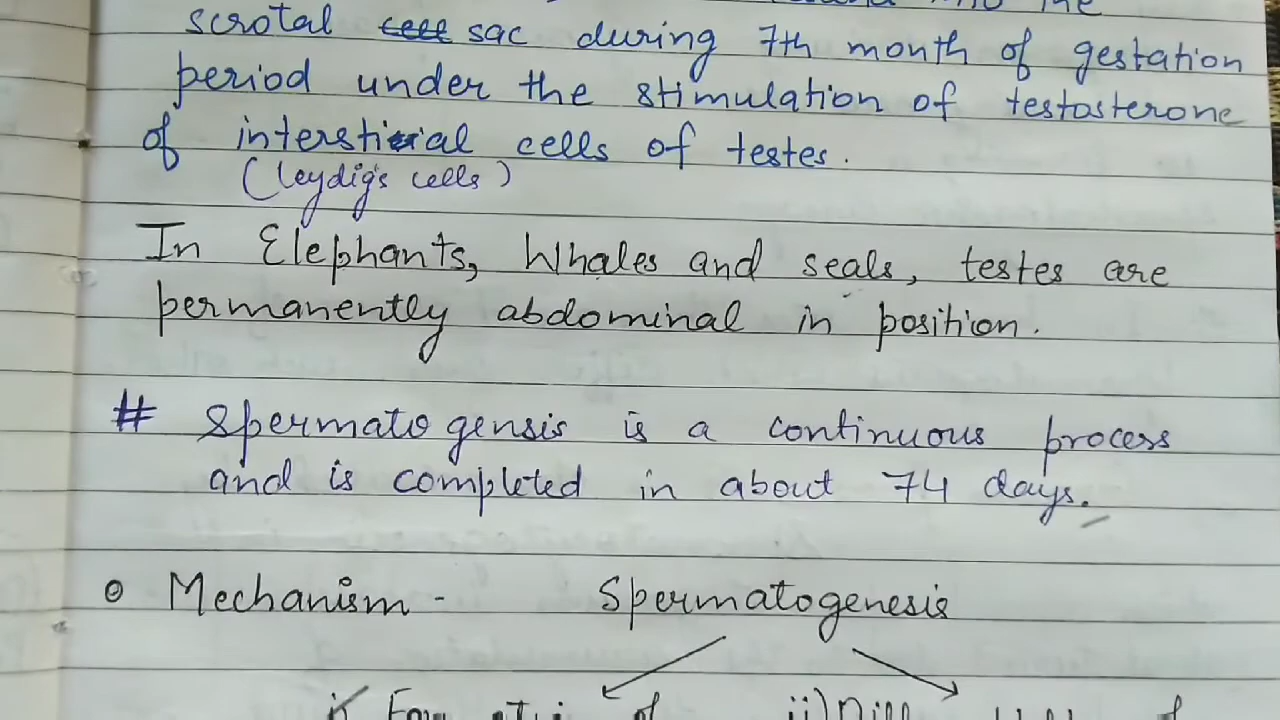 the
scrotal sac during 7th month of gestation
period under the stimulation of testosterone
of interstitial cells of testes.
(leydig's cells)
In Elephants, Whales and seals, testes are
permanently abdominal in position.
# Spermatogensis is a continuous process
and is completed in about 74 days.
Mechanism - Spermatogenesis
of